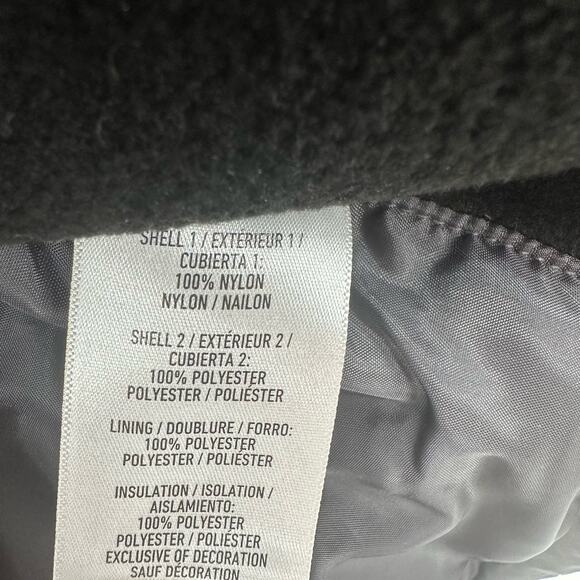 SHELL 1 / EXTÉRIEUR 1 /
CUBIERTA 1:
100% NYLON
NYLON / NAILON
SHELL 2 / EXTÉRIEUR 2 /
CUBIERTA 2:
100% POLYESTER
POLYESTER / POLIÉSTER
LINING / DOUBLURE / FORRO:
100% POLYESTER
POLYESTER / POLIÉSTER
INSULATION / ISOLATION /
AISLAMIENTO:
100% POLYESTER
POLYESTER / POLIÉSTER
EXCLUSIVE OF DECORATION
SAUF DÉCORATION